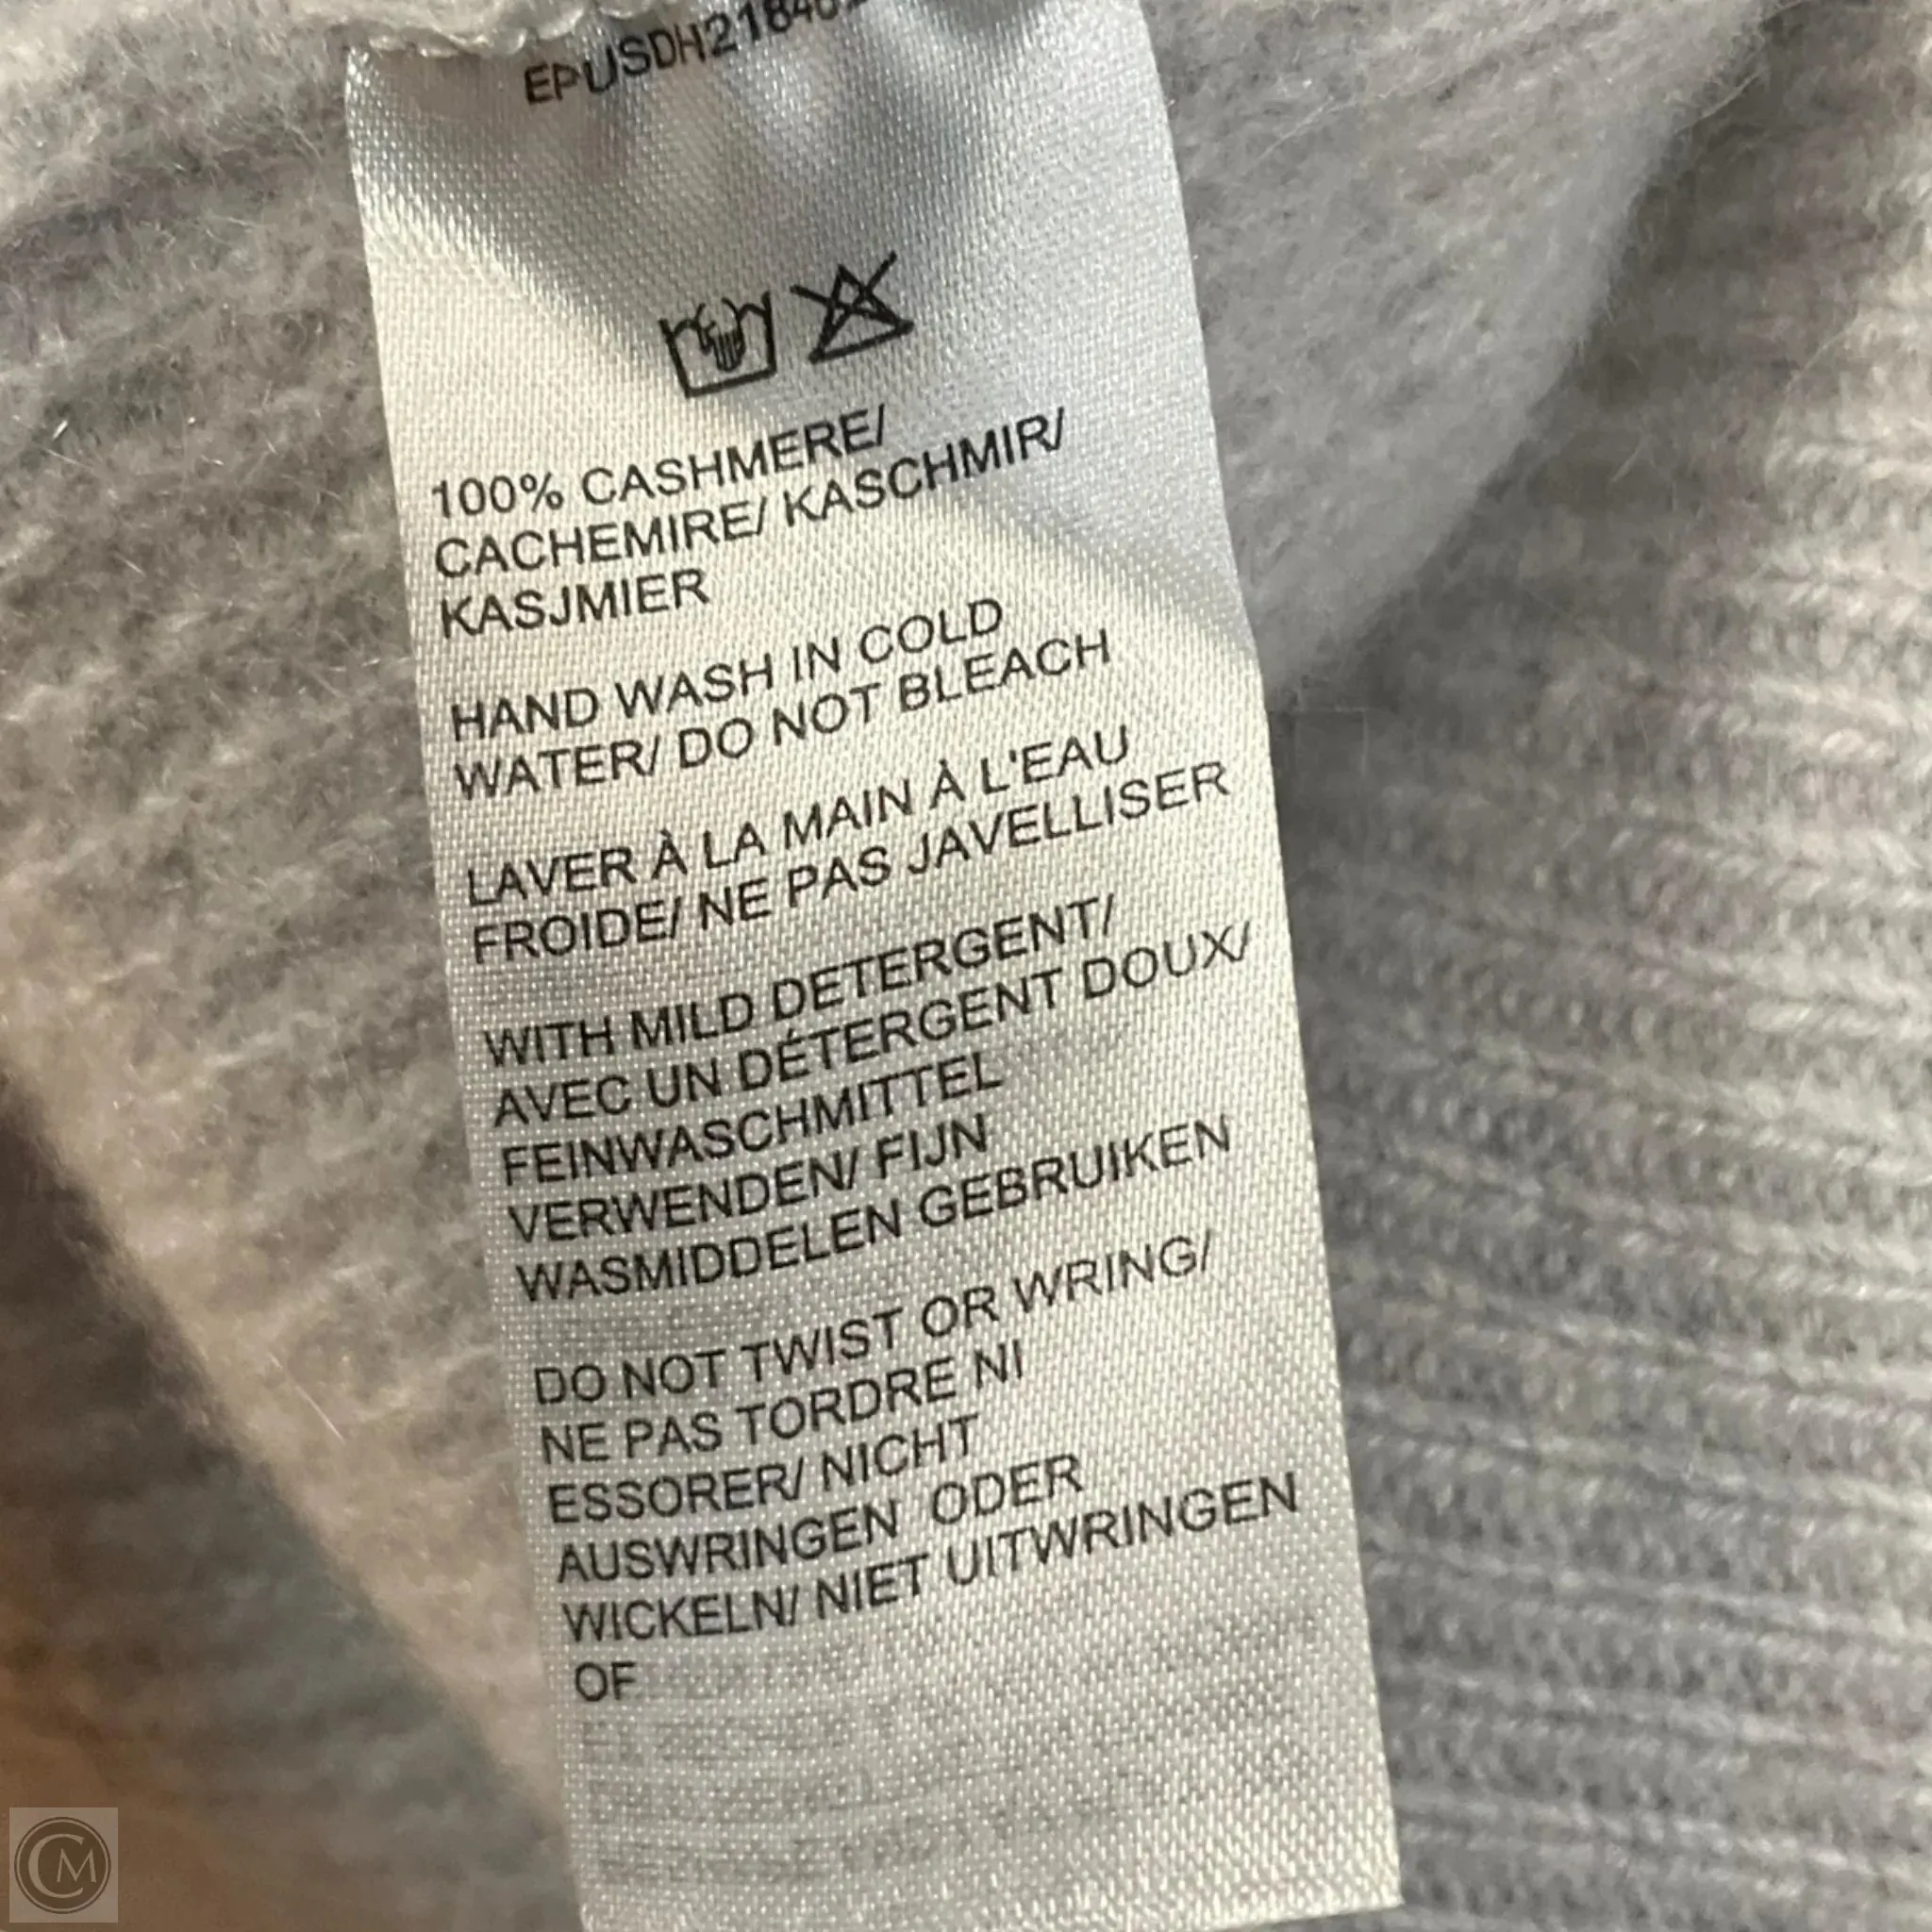 100% CASHMERE/
CACHEMIRE/ KASCHMIR/
KASJMIER
HAND WASH IN COLD
WATER/ DO NOT BLEACH
LAVER À LA MAIN À L'EAU
FROIDE/ NE PAS JAVELLISER
WITH MILD DETERGENT/
AVEC UN DÉTERGENT DOUX/
FEINWASCHMITTEL
VERWENDEN/ FIJN
WASMIDDELEN GEBRUIKEN
DO NOT TWIST OR WRING/
NE PAS TORDRE NI
ESSORER/ NICHT
AUSWRINGEN ODER
WICKELN/ NIET UITWRINGEN
OF
CM